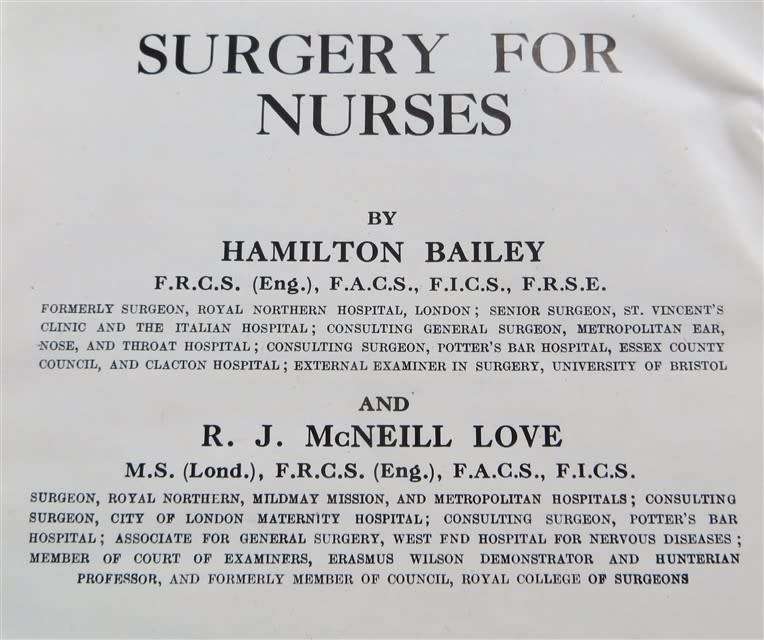 SURGERY FOR
NURSES
BY
HAMILTON BAILEY
F.R.C.S. (Eng.), F.A.C.S., F.I.C.S., F.R.S.E.
FORMERLY SURGEON, ROYAL NORTHERN HOSPITAL, LONDON; SENIOR SURGEON, ST. VINCENT'S
CLINIC AND THE ITALIAN HOSPITAL; CONSULTING GENERAL SURGEON, METROPOLITAN EAR,
NOSE, AND THROAT HOSPITAL; CONSULTING SURGEON, POTTER'S BAR HOSPITAL, ESSEX COUNTY
COUNCIL, AND CLACTON HOSPITAL; EXTERNAL EXAMINER IN SURGERY, UNIVERSITY OF BRISTOL
AND
R. J. McNEILL LOVE
M.S. (Lond.), F.R.C.S. (Eng.), F.A.C.S., F.I.C.S.
SURGEON, ROYAL NORTHERN, MILDMAY MISSION, AND METROPOLITAN HOSPITALS; CONSULTING
SURGEON, CITY OF LONDON MATERNITY HOSPITAL; CONSULTING SURGEON, POTTER'S BAR
HOSPITAL; ASSOCIATE FOR GENERAL SURGERY, WEST END HOSPITAL FOR NERVOUS DISEASES;
MEMBER OF COURT OF EXAMINERS, ERASMUS WILSON DEMONSTRATOR AND HUNTERIAN
PROFESSOR, AND FORMERLY MEMBER OF COUNCIL, ROYAL COLLEGE OF SURGEONS